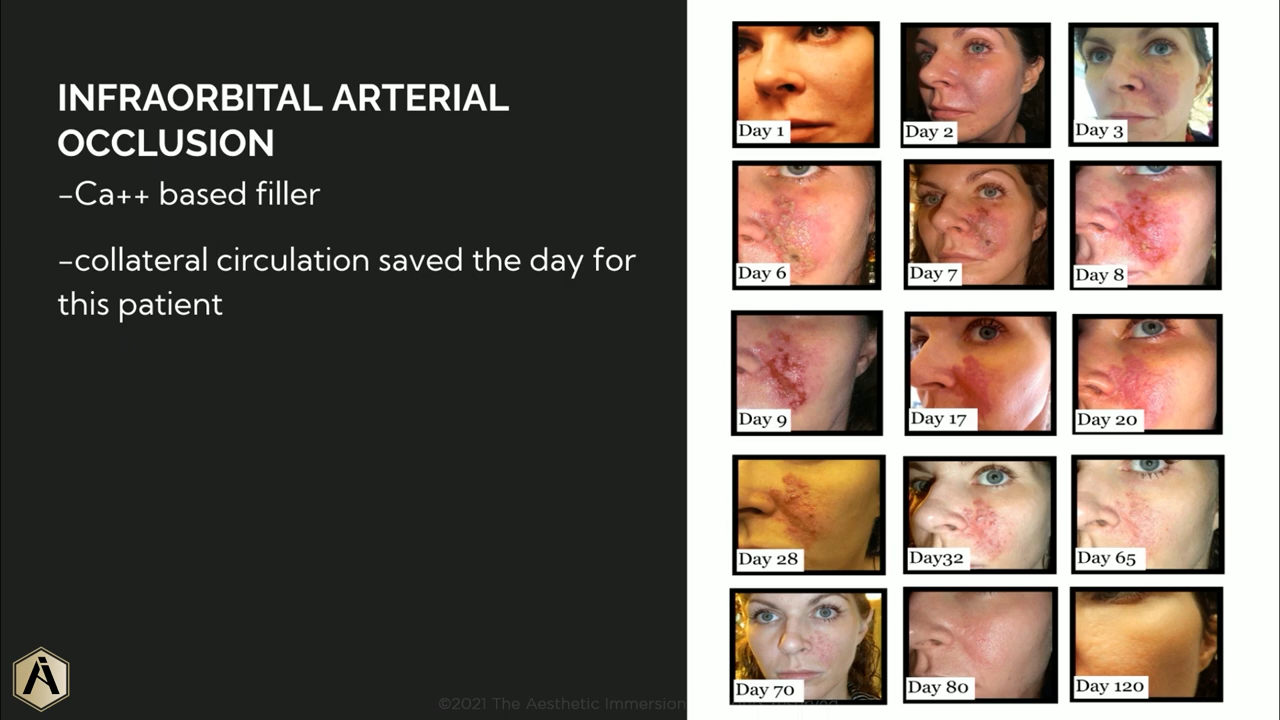 INFRAORBITAL ARTERIAL
OCCLUSION
-Ca++ based filler
-collateral circulation saved the day for
this patient
Day 1
Day 2
Day 3
Day 6
Day 7
Day 8
Day 9
Day 17
Day 20
Day 28
Day32
Day 65
Day 70
Day 80
Day 120
©2021 The Aesthetic Immersion